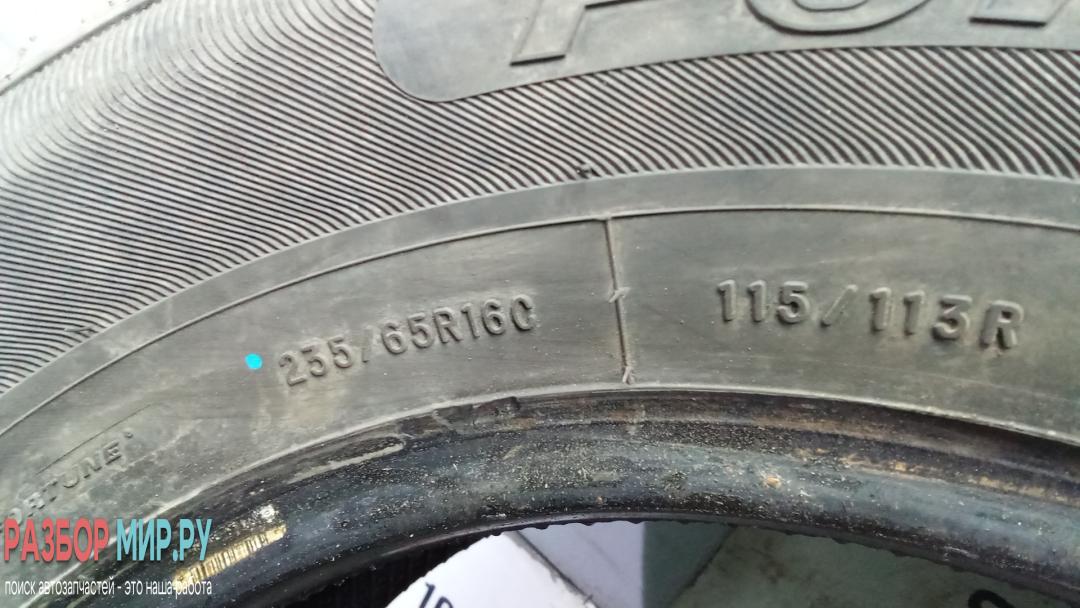 235/65R16C
115/113R
РАЗБОР МИР.РУ
поиск автозапчастей - это наша работа